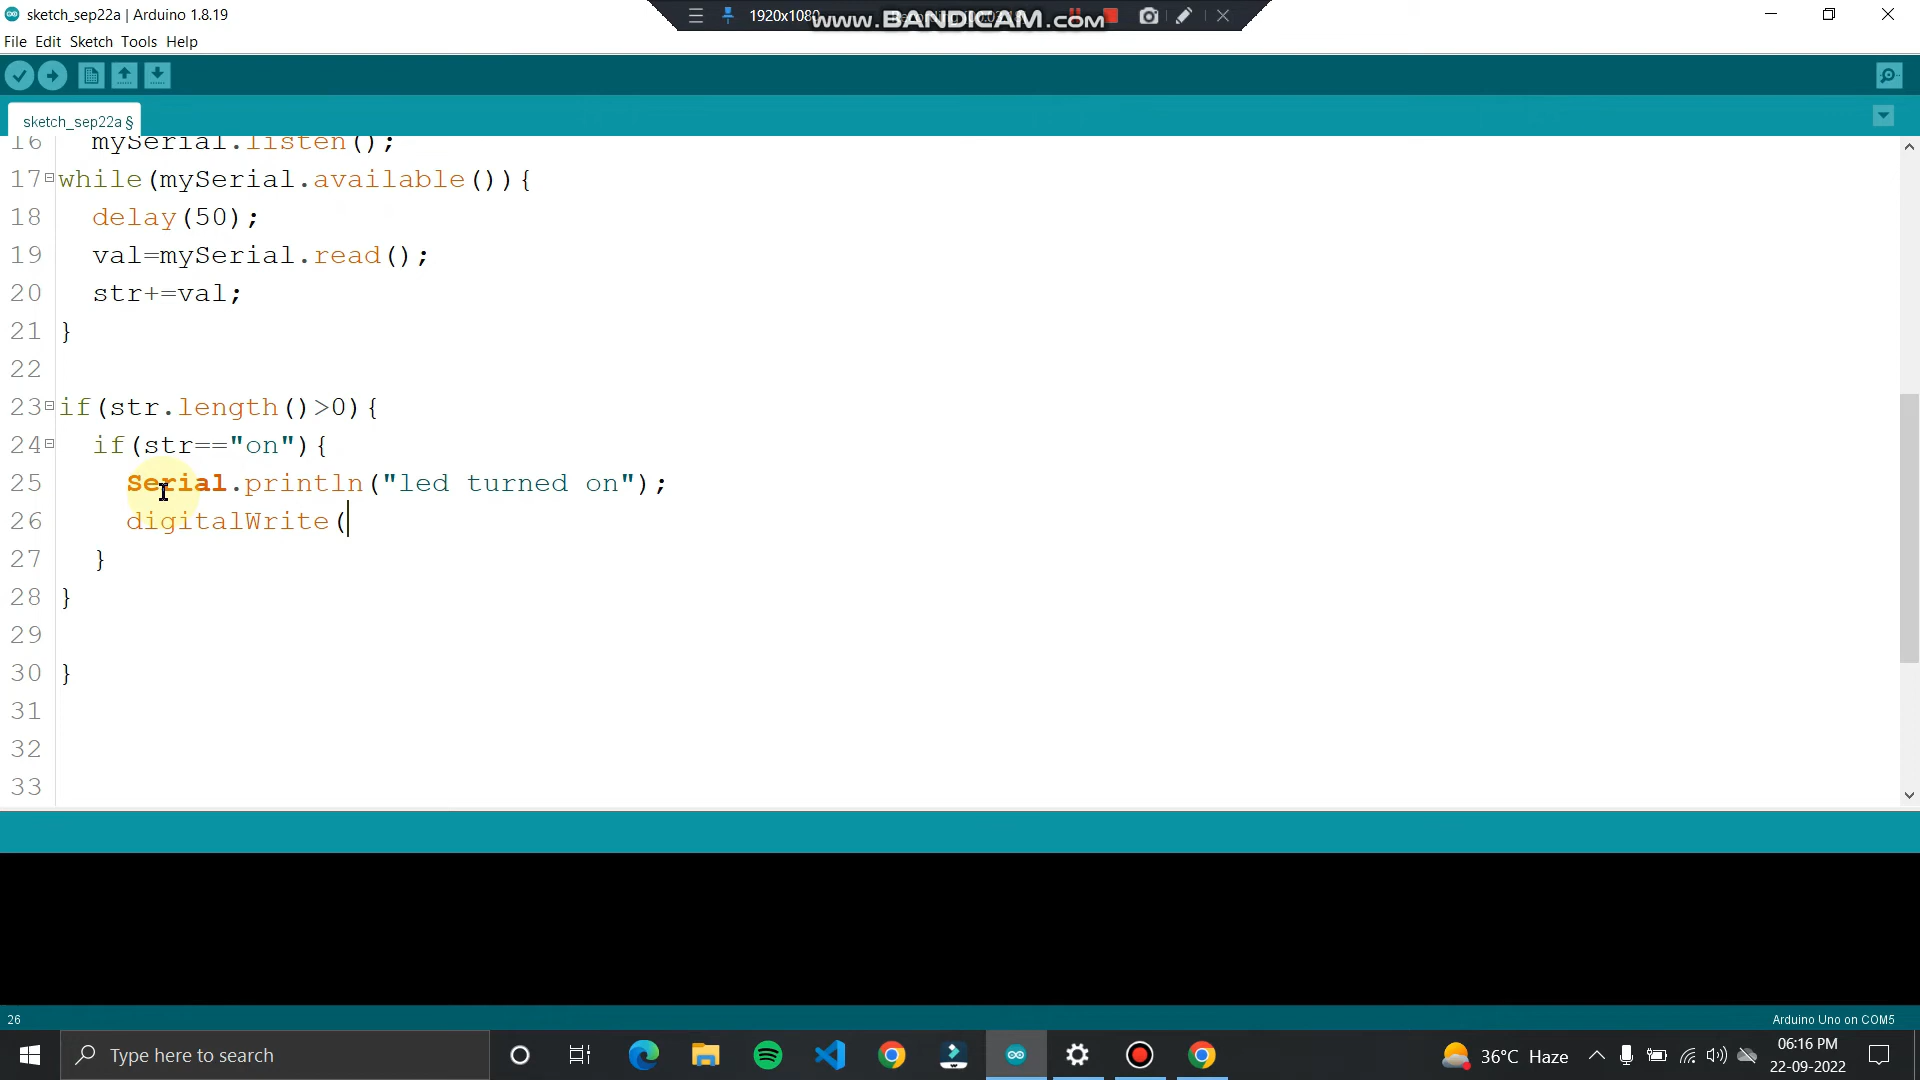 sketch_sep22a | Arduino 1.8.19
1920x1080
www.BANDICAM.com
File Edit Sketch Tools Help
sketch_sep22a §
16 mySerial.listen();
17 while(mySerial.available()){
18 delay(50);
19 val=mySerial.read();
20 str+=val;
21 }
22
23 if(str.length()>0){
24 if(str=="on"){
25 Serial.println("led turned on");
26 digitalWrite(
27 }
28 }
29
30 }
31
32
33
26
Arduino Uno on COM5
Type here to search
36°C Haze
06:16 PM
22-09-2022